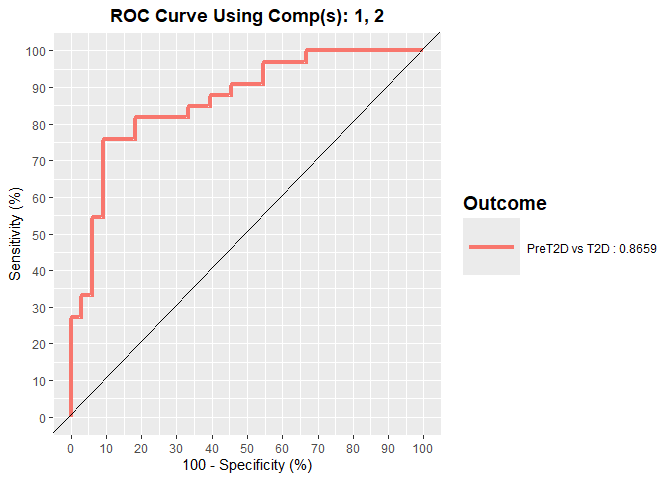 ROC Curve Using Comp(s): 1, 2
100
90
80
70
60
50
40
30
20
10
0
Sensitivity (%)
0 10 20 30 40 50 60 70 80 90 100
100 - Specificity (%)
Outcome
PreT2D vs T2D : 0.8659